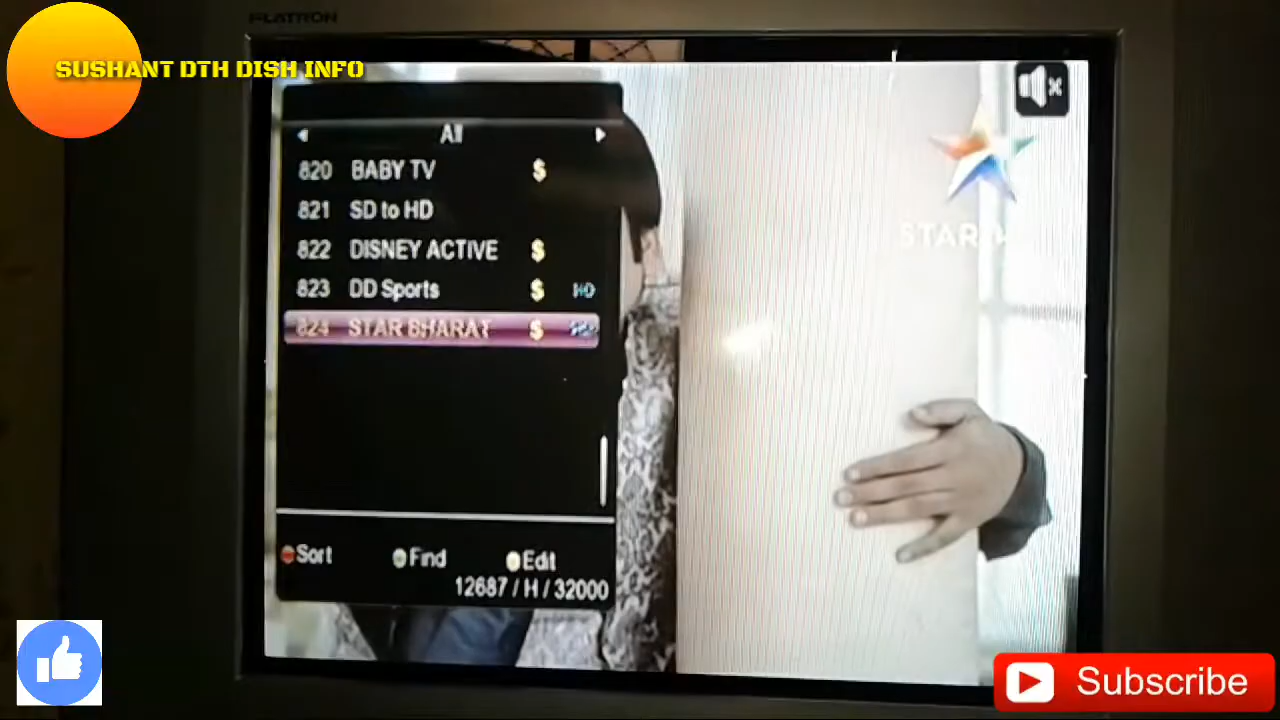 FLATRON
SUSHANT DTH DISH INFO
All
820 BABY TV $
821 SD to HD
822 DISNEY ACTIVE $
823 DD Sports $ HD
824 STAR BHARAT $
Sort Find Edit
12687 / H / 32000
STAR
Subscribe